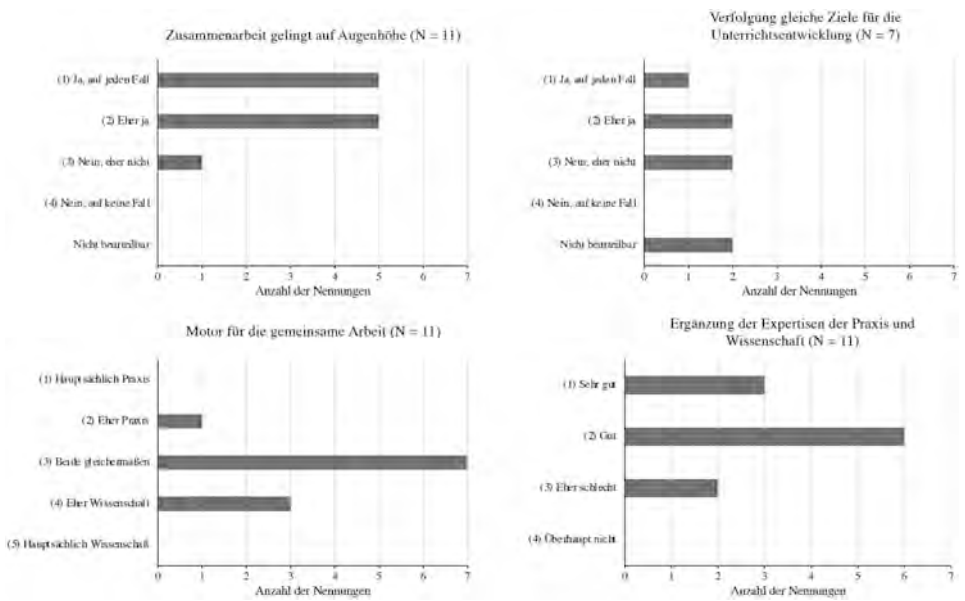 Zusammenarbeit gelingt auf Augenhöhe (N = 11)
(1) Ja, auf jeden Fall
(2) Eher ja
(3) Nein, eher nicht
(4) Nein, auf keine Fall
Nicht beurteilbar
0 1 2 3 4 5 6 7
Anzahl der Nennungen
Verfolgung gleiche Ziele für die
Unterrichtsentwicklung (N = 7)
(1) Ja, auf jeden Fall
(2) Eher ja
(3) Nein, eher nicht
(4) Nein, auf keine Fall
Nicht beurteilbar
0 1 2 3 4 5 6 7
Anzahl der Nennungen
Motor für die gemeinsame Arbeit (N = 11)
(1) Hauptsächlich Praxis
(2) Eher Praxis
(3) Beide gleichermaßen
(4) Eher Wissenschaft
(5) Hauptsächlich Wissenschaft
0 1 2 3 4 5 6 7
Anzahl der Nennungen
Ergänzung der Expertisen der Praxis und
Wissenschaft (N = 11)
(1) Sehr gut
(2) Gut
(3) Eher schlecht
(4) Überhaupt nicht
0 1 2 3 4 5 6 7
Anzahl der Nennungen